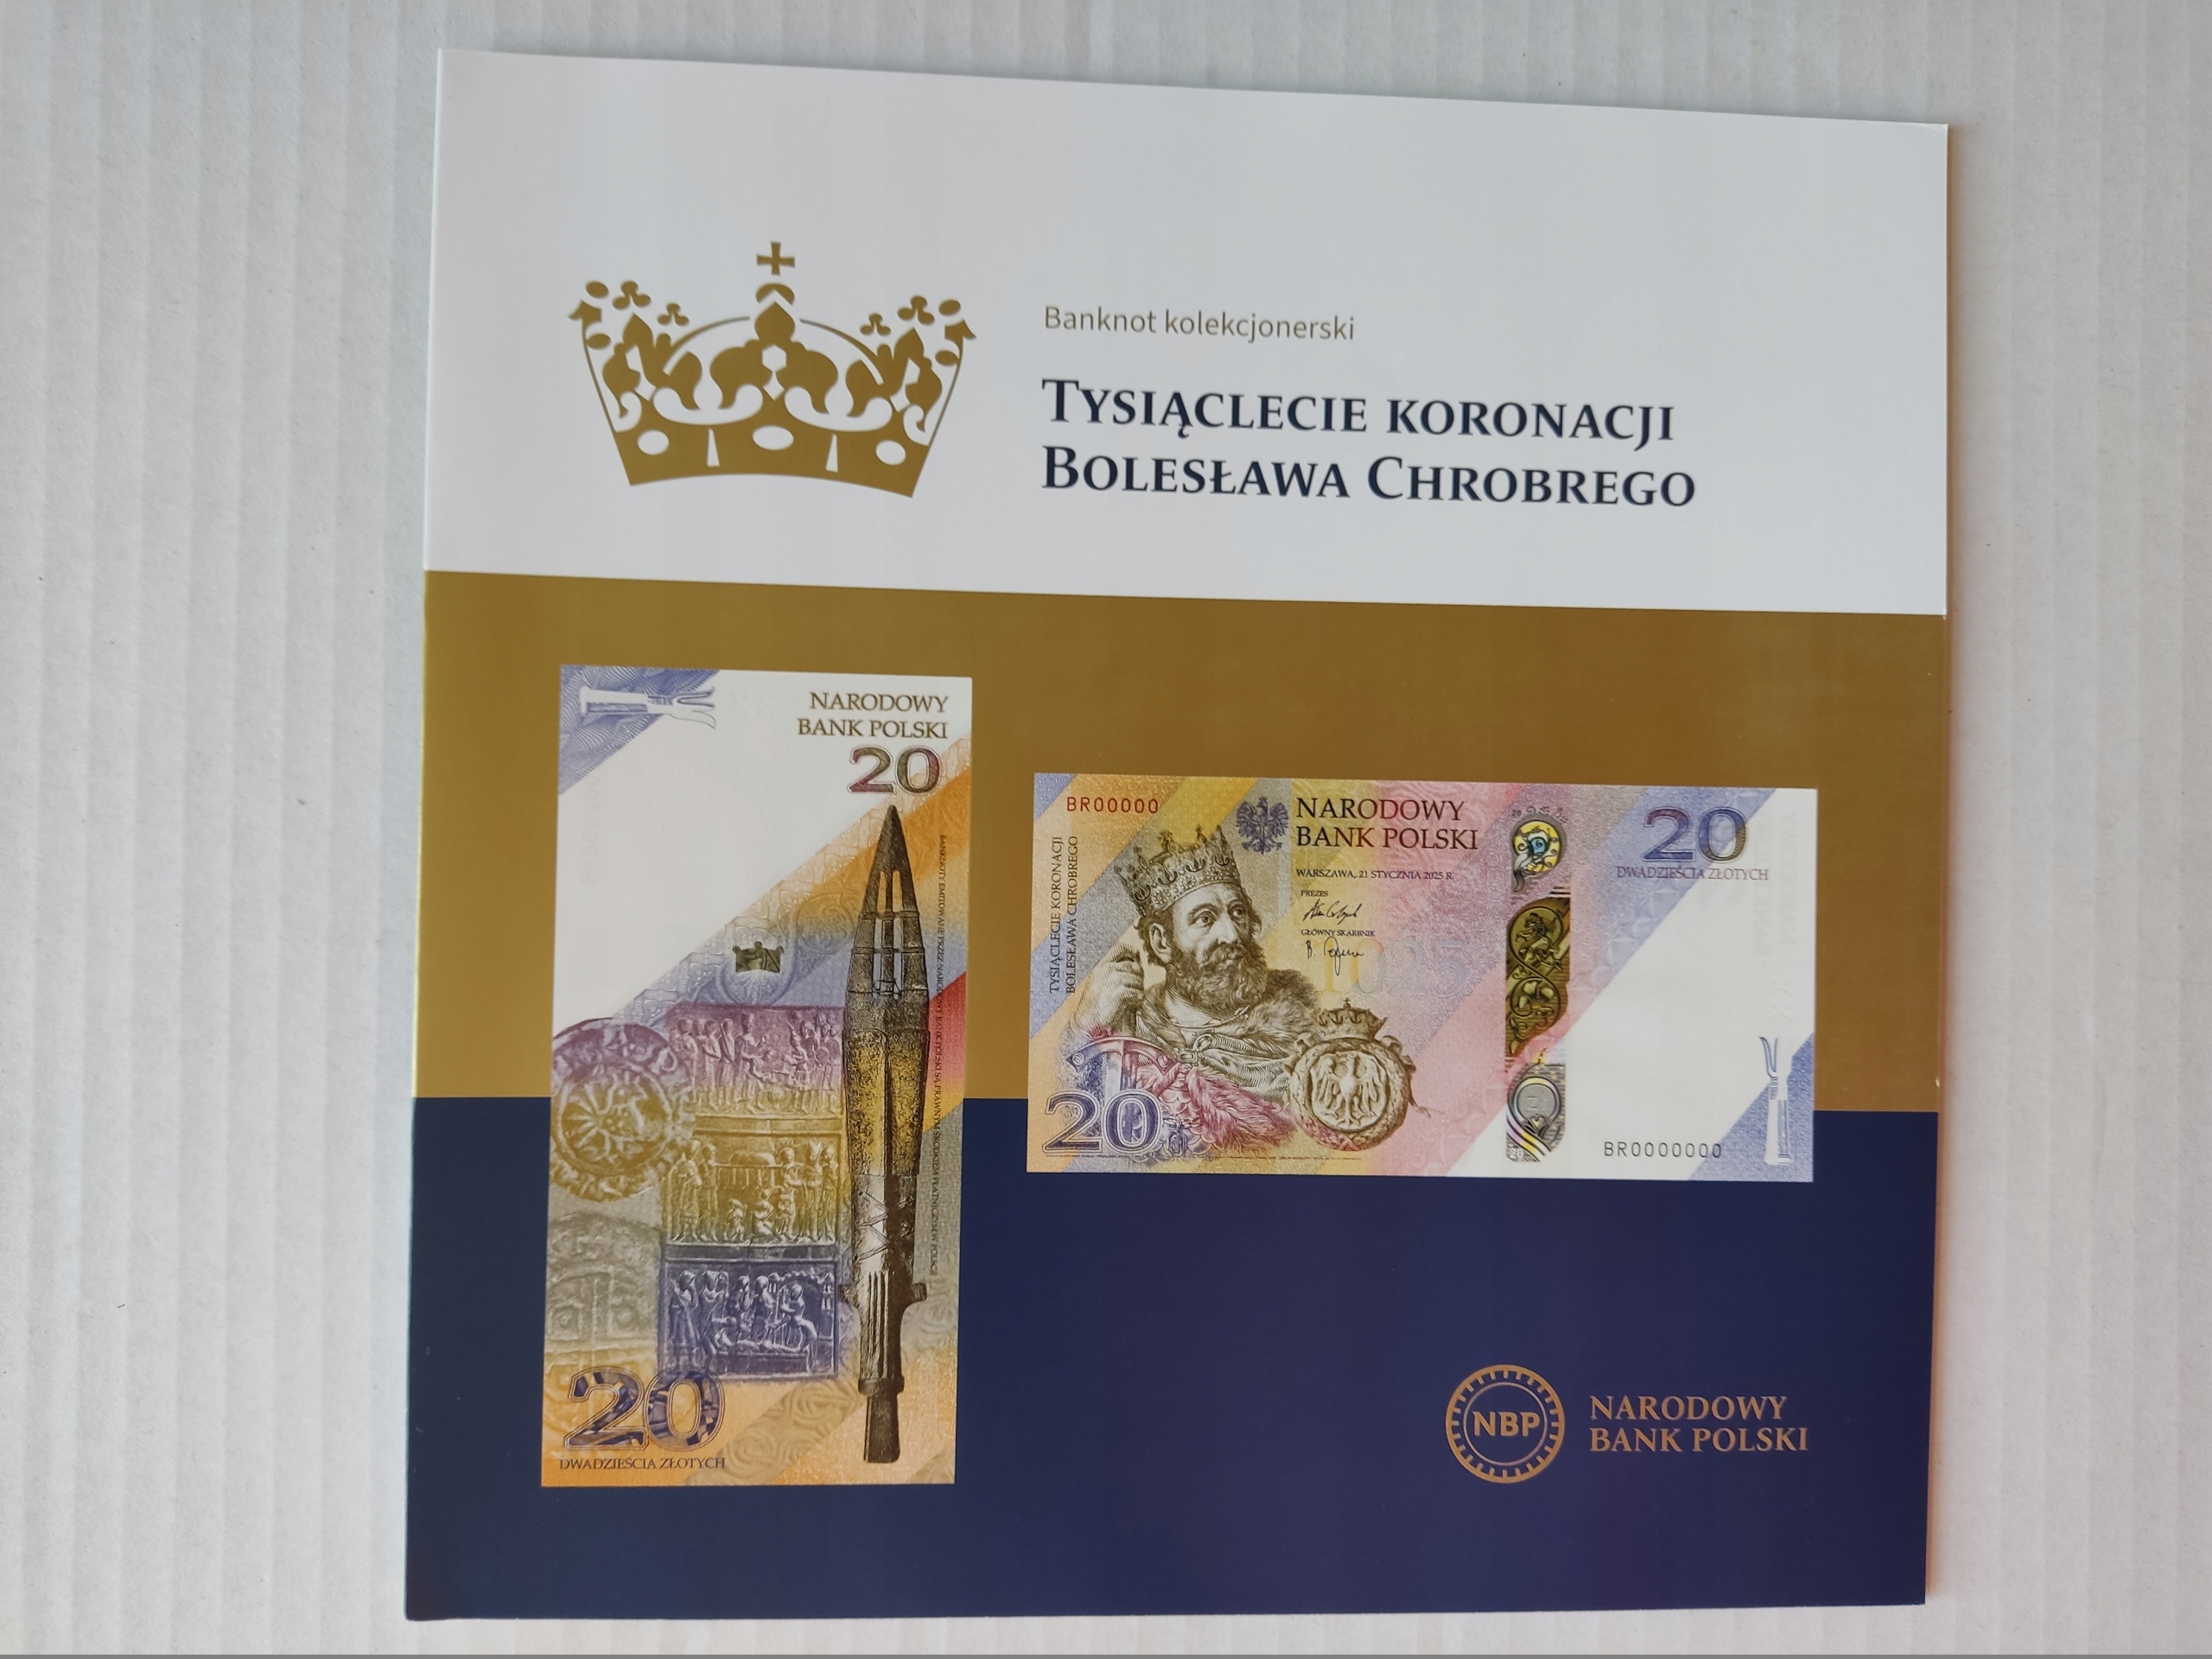 Banknot kolekcjonerski
TYSIĄCLECIE KORONACJI
BOLESŁAWA CHROBREGO
NARODOWY
BANK POLSKI
20
20
DWADZIEŚCIA ZŁOTYCH
BR00000
TYSIĄCLECIE KORONACJI
BOLESŁAWA CHROBREGO
NARODOWY
BANK POLSKI
WARSZAWA, 21 STYCZNIA 2025 R.
PREZES
GŁÓWNY SKARBNIK
1025
20
DWADZIEŚCIA ZŁOTYCH
20
BR0000000
NBP
NARODOWY
BANK POLSKI